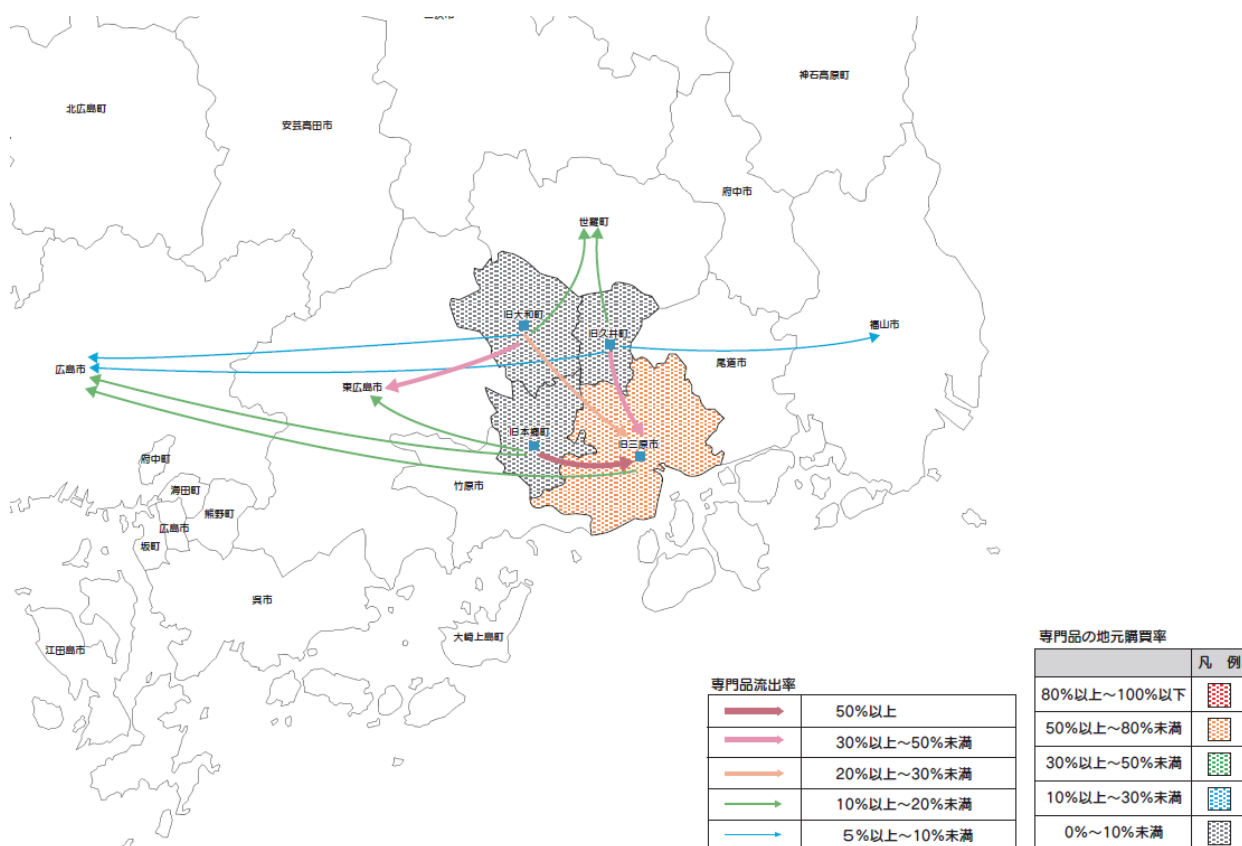 神石高原町
北広島町
安芸高田市
府中市
世羅町
旧大和町
旧久井町
福山市
尾道市
広島市
東広島市
旧本郷町
旧三原市
府中町
竹原市
海田町
熊野町
広島市
坂町
呉市
大崎上島町
江田島市
専門品流出率
50%以上
30%以上～50%未満
20%以上～30%未満
10%以上～20%未満
5%以上～10%未満
専門品の地元購買率
凡 例
80%以上～100%以下
50%以上～80%未満
30%以上～50%未満
10%以上～30%未満
0%～10%未満